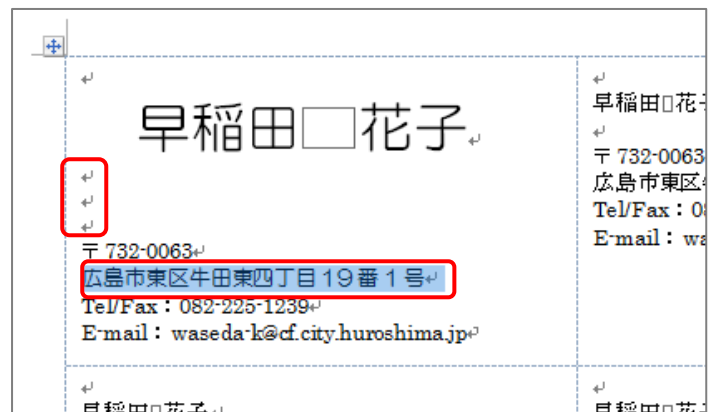 早稲田□花子
〒 732-0063
広島市東区牛田東四丁目19番1号
Tel/Fax：082-225-1239
E-mail： waseda-k@cf.city.huroshima.jp
早稲田□花子
〒 732-0063
広島市東区
Tel/Fax：0
E-mail： wa
早稲田□花子
早稲田□花子